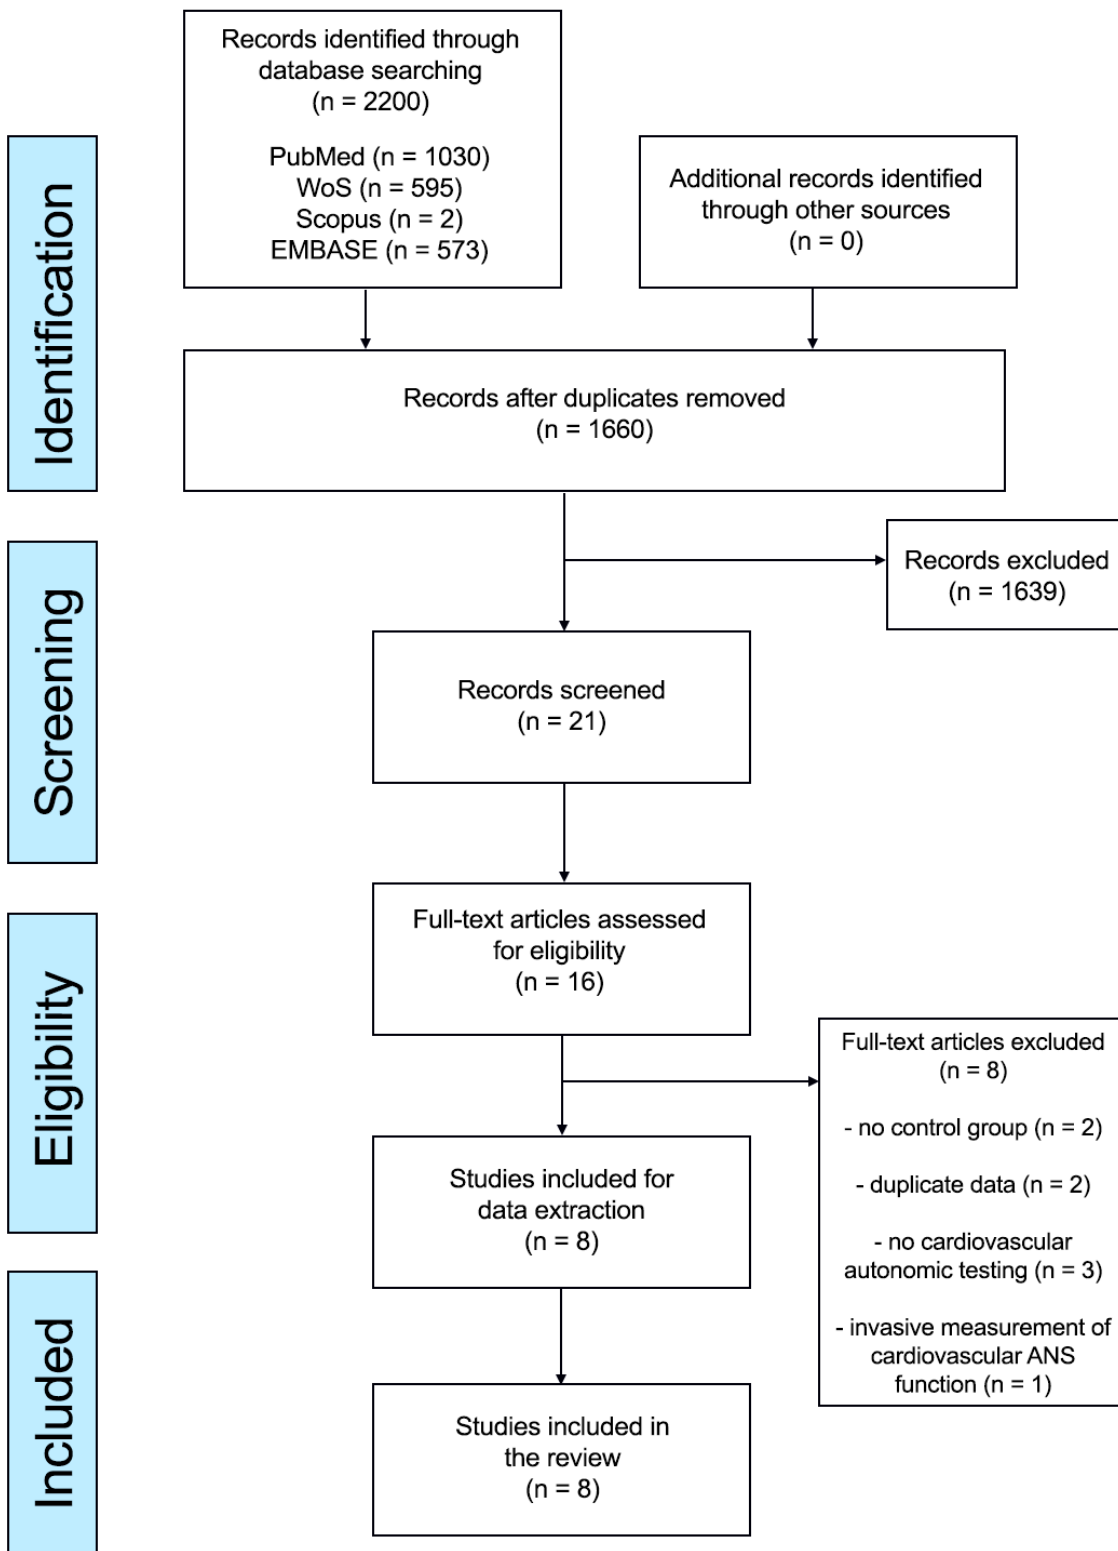 Records identified through
database searching
(n = 2200)
PubMed (n = 1030)
WoS (n = 595)
Scopus (n = 2)
EMBASE (n = 573)
Additional records identified
through other sources
(n = 0)
Identification
Records after duplicates removed
(n = 1660)
Records excluded
(n = 1639)
Screening
Records screened
(n = 21)
Full-text articles assessed
for eligibility
(n = 16)
Eligibility
Full-text articles excluded
(n = 8)
- no control group (n = 2)
- duplicate data (n = 2)
- no cardiovascular
autonomic testing (n = 3)
- invasive measurement of
cardiovascular ANS
function (n = 1)
Studies included for
data extraction
(n = 8)
Included
Studies included in
the review
(n = 8)